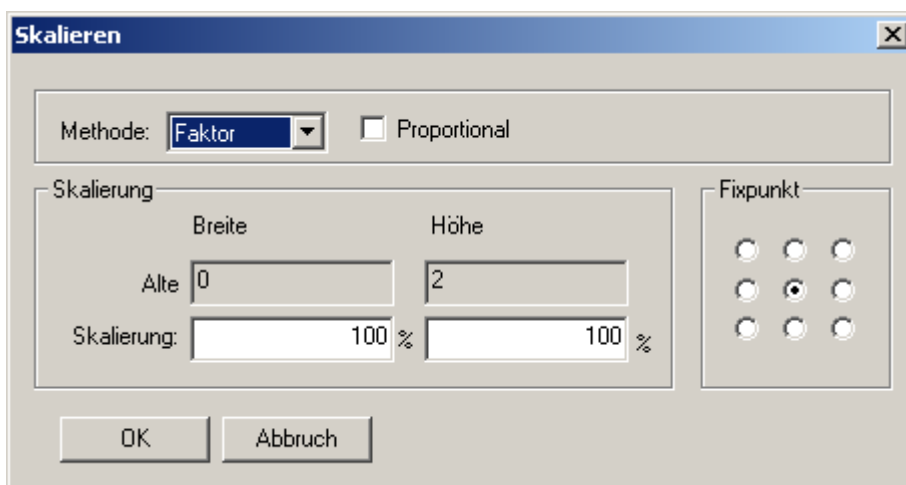 Skalieren
Methode: Faktor Proportional
Skalierung Fixpunkt
Breite Höhe
Alte 0 2
Skalierung: 100 % 100 %
OK Abbruch